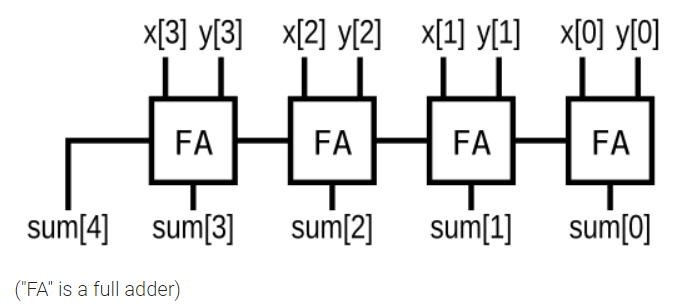 x[3] y[3] x[2] y[2] x[1] y[1] x[0] y[0]
FA FA FA FA
sum[4] sum[3] sum[2] sum[1] sum[0]
("FA" is a full adder)